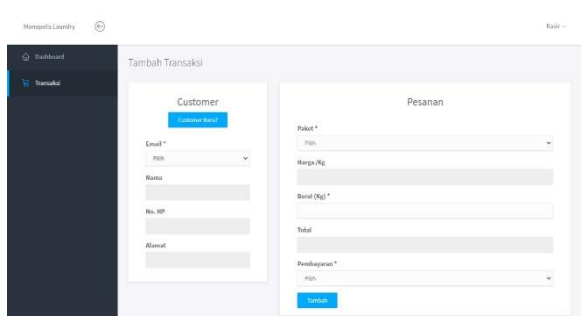 Monopolis Laundry
Kasir
Dashboard
Transaksi
Tambah Transaksi
Customer
Customer Baru?
Email *
Pilih
Nama
No. HP
Alamat
Pesanan
Paket *
Pilih
Harga /Kg
Berat (Kg) *
Total
Pembayaran *
Pilih
Tambah